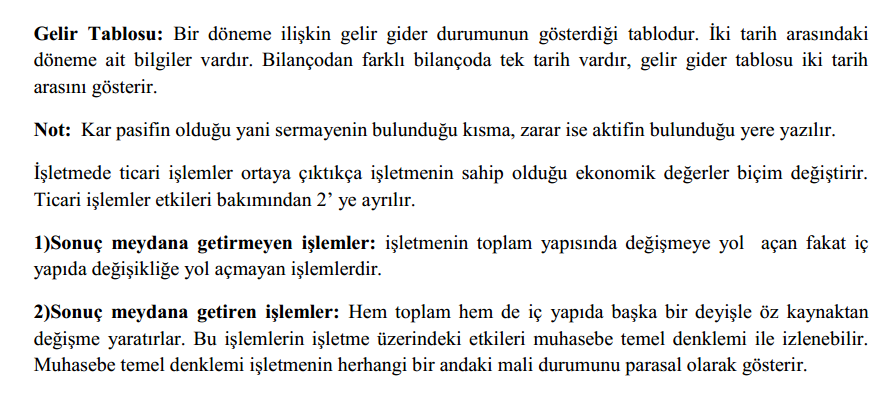 Gelir Tablosu: Bir döneme ilişkin gelir gider durumunun gösterdiği tablodur. İki tarih arasındaki
döneme ait bilgiler vardır. Bilançodan farklı bilançoda tek tarih vardır, gelir gider tablosu iki tarih
arasını gösterir.
Not: Kar pasifin olduğu yani sermayenin bulunduğu kısma, zarar ise aktifin bulunduğu yere yazılır.
İşletmede ticari işlemler ortaya çıktıkça işletmenin sahip olduğu ekonomik değerler biçim değiştirir.
Ticari işlemler etkileri bakımından 2' ye ayrılır.
1)Sonuç meydana getirmeyen işlemler: işletmenin toplam yapısında değişmeye yol açan fakat iç
yapıda değişikliğe yol açmayan işlemlerdir.
2)Sonuç meydana getiren işlemler: Hem toplam hem de iç yapıda başka bir deyişle öz kaynaktan
değişme yaratırlar. Bu işlemlerin işletme üzerindeki etkileri muhasebe temel denklemi ile izlenebilir.
Muhasebe temel denklemi işletmenin herhangi bir andaki mali durumunu parasal olarak gösterir.